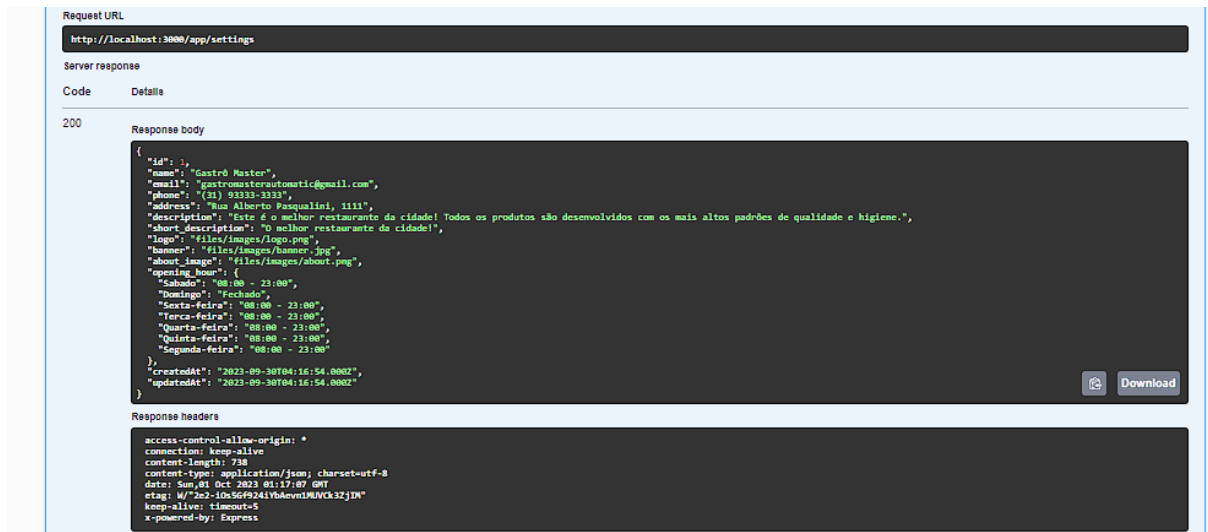 Request URL
http://localhost:3000/app/settings
Server response
Code Details
200
Response body
{
"id": 1,
"name": "Gastrô Master",
"email": "gastromasterautomatic@gmail.com",
"phone": "(31) 93333-3333",
"address": "Rua Alberto Pasqualini, 1111",
"description": "Este é o melhor restaurante da cidade! Todos os produtos são desenvolvidos com os mais altos padrões de qualidade e higiene.",
"short_description": "O melhor restaurante da cidade!",
"logo": "files/images/logo.png",
"banner": "files/images/banner.jpg",
"about_image": "files/images/about.png",
"opening_hour": {
"Sabado": "08:00 - 23:00",
"Domingo": "Fechado",
"Sexta-feira": "08:00 - 23:00",
"Terca-feira": "08:00 - 23:00",
"Quarta-feira": "08:00 - 23:00",
"Quinta-feira": "08:00 - 23:00",
"Segunda-feira": "08:00 - 23:00"
},
"createdAt": "2023-09-30T04:16:54.000Z",
"updatedAt": "2023-09-30T04:16:54.000Z"
}
Download
Response headers
access-control-allow-origin: *
connection: keep-alive
content-length: 738
content-type: application/json; charset=utf-8
date: Sun,01 Oct 2023 01:17:07 GMT
etag:
keep-alive: timeout=5
x-powered-by: Express